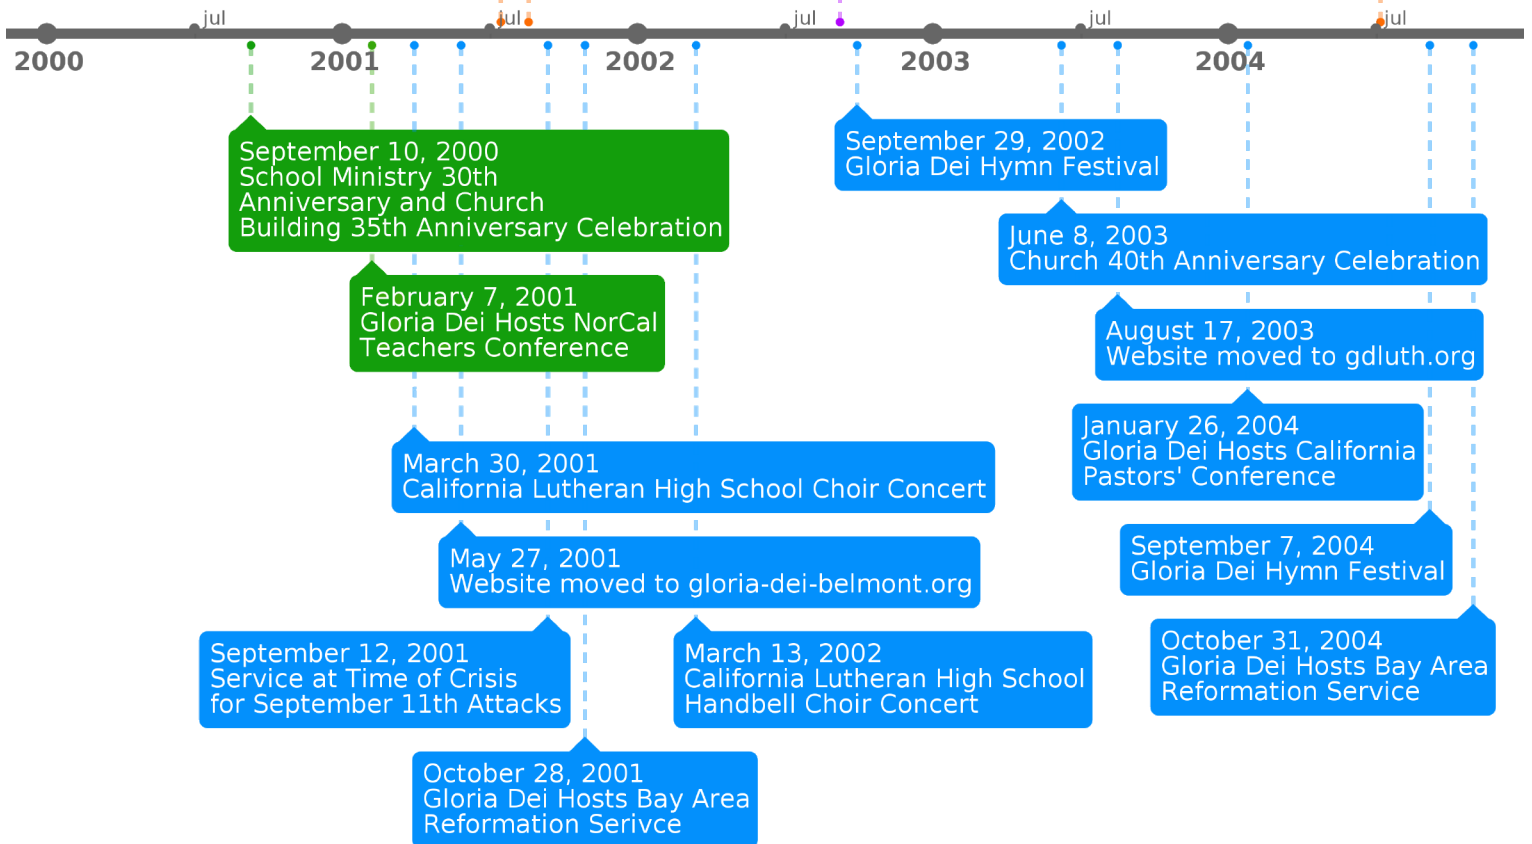 jul
jul
jul
jul
jul
2000
2001
2002
2003
2004
September 10, 2000
School Ministry 30th
Anniversary and Church
Building 35th Anniversary Celebration
February 7, 2001
Gloria Dei Hosts NorCal
Teachers Conference
March 30, 2001
California Lutheran High School Choir Concert
May 27, 2001
Website moved to gloria-dei-belmont.org
September 12, 2001
Service at Time of Crisis
for September 11th Attacks
October 28, 2001
Gloria Dei Hosts Bay Area
Reformation Serivce
March 13, 2002
California Lutheran High School
Handbell Choir Concert
September 29, 2002
Gloria Dei Hymn Festival
June 8, 2003
Church 40th Anniversary Celebration
August 17, 2003
Website moved to gdluth.org
January 26, 2004
Gloria Dei Hosts California
Pastors' Conference
September 7, 2004
Gloria Dei Hymn Festival
October 31, 2004
Gloria Dei Hosts Bay Area
Reformation Service